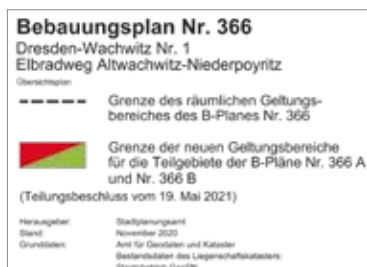 Bebauungsplan Nr. 366
Dresden-Wachwitz Nr. 1
Elbradweg Altwachwitz-Niederpoyritz
Übersichtsplan
Grenze des räumlichen Geltungs-
bereiches des B-Planes Nr. 366
Grenze der neuen Geltungsbereiche
für die Teilgebiete der B-Pläne Nr. 366 A
und Nr. 366 B
(Teilungsbeschluss vom 19. Mai 2021)
Herausgeber: Stadtplanungsamt
Stand: November 2020
Grunddaten: Amt für Geodaten und Kataster
Bestandsdaten des Liegenschaftskatasters: